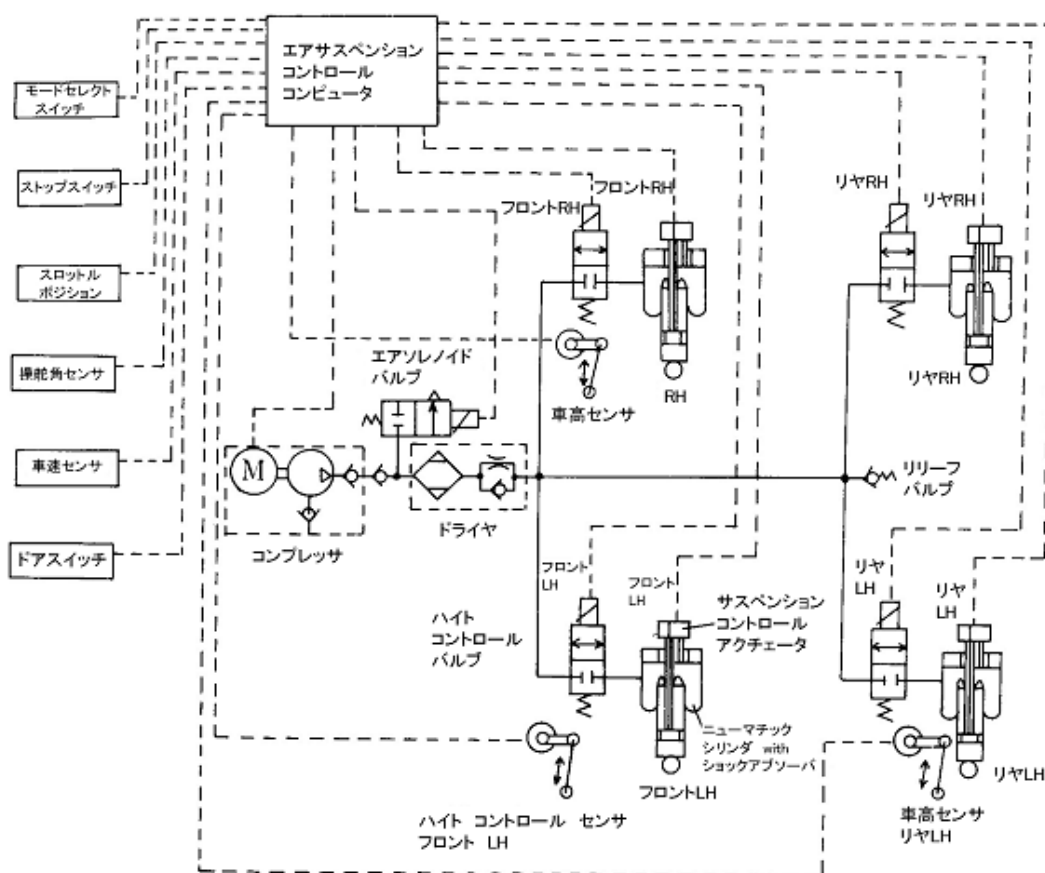 エアサスペンション
コントロール
コンピュータ
モードセレクト
スイッチ
ストップスイッチ
スロットル
ポジション
操舵角センサ
車速センサ
ドアスイッチ
フロントRH
フロントRH
リヤRH
リヤRH
エアソレノイド
バルブ
車高センサ
RH
リヤRH
M
コンプレッサ
ドライヤ
リリーフ
バルブ
フロント
LH
フロント
LH
リヤ
LH
リヤ
LH
ハイト
コントロール
バルブ
サスペンション
コントロール
アクチェータ
ニューマチック
シリンダ with
ショックアブソーバ
フロントLH
リヤLH
ハイト コントロール センサ
フロント LH
車高センサ
リヤLH